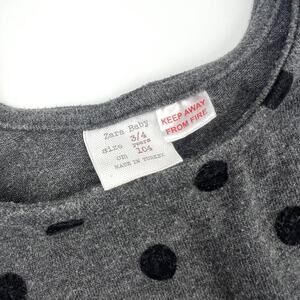 Zara Baby
size 3/4 years
cm 104
MADE IN TURKEY
KEEP AWAY
FROM FIRE